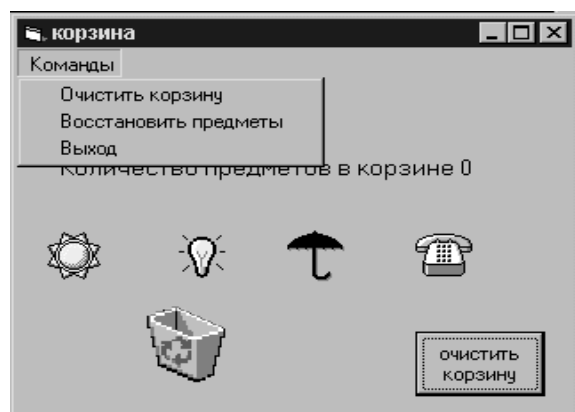 корзина
Команды
Очистить корзину
Восстановить предметы
Выход
Количество предметов в корзине 0
очистить
корзину